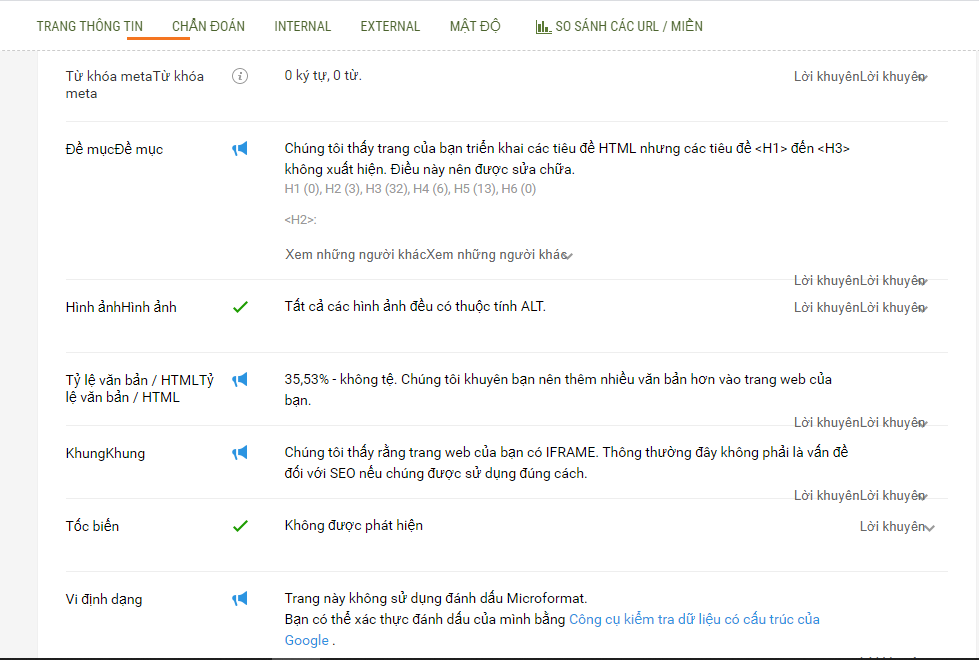 TRANG THÔNG TIN CHẨN ĐOÁN INTERNAL EXTERNAL MẬT ĐỘ SO SÁNH CÁC URL / MIỀN
Từ khóa metaTừ khóa
meta
0 ký tự, 0 từ.
Lời khuyênLời khuyên
Đề mụcĐề mục
Chúng tôi thấy trang của bạn triển khai các tiêu đề HTML nhưng các tiêu đề <H1> đến <H3>
không xuất hiện. Điều này nên được sửa chữa.
H1 (0), H2 (3), H3 (32), H4 (6), H5 (13), H6 (0)
<H2>:
Xem những người khácXem những người khác
Lời khuyênLời khuyên
Hình ảnhHình ảnh
Tất cả các hình ảnh đều có thuộc tính ALT.
Lời khuyênLời khuyên
Tỷ lệ văn bản / HTMLTỷ
lệ văn bản / HTML
35,53% - không tệ. Chúng tôi khuyên bạn nên thêm nhiều văn bản hơn vào trang web của
bạn.
Lời khuyênLời khuyên
KhungKhung
Chúng tôi thấy rằng trang web của bạn có IFRAME. Thông thường đây không phải là vấn đề
đối với SEO nếu chúng được sử dụng đúng cách.
Lời khuyênLời khuyên
Tốc biến
Không được phát hiện
Lời khuyên
Vi định dạng
Trang này không sử dụng đánh dấu Microformat.
Bạn có thể xác thực đánh dấu của mình bằng Công cụ kiểm tra dữ liệu có cấu trúc của
Google .